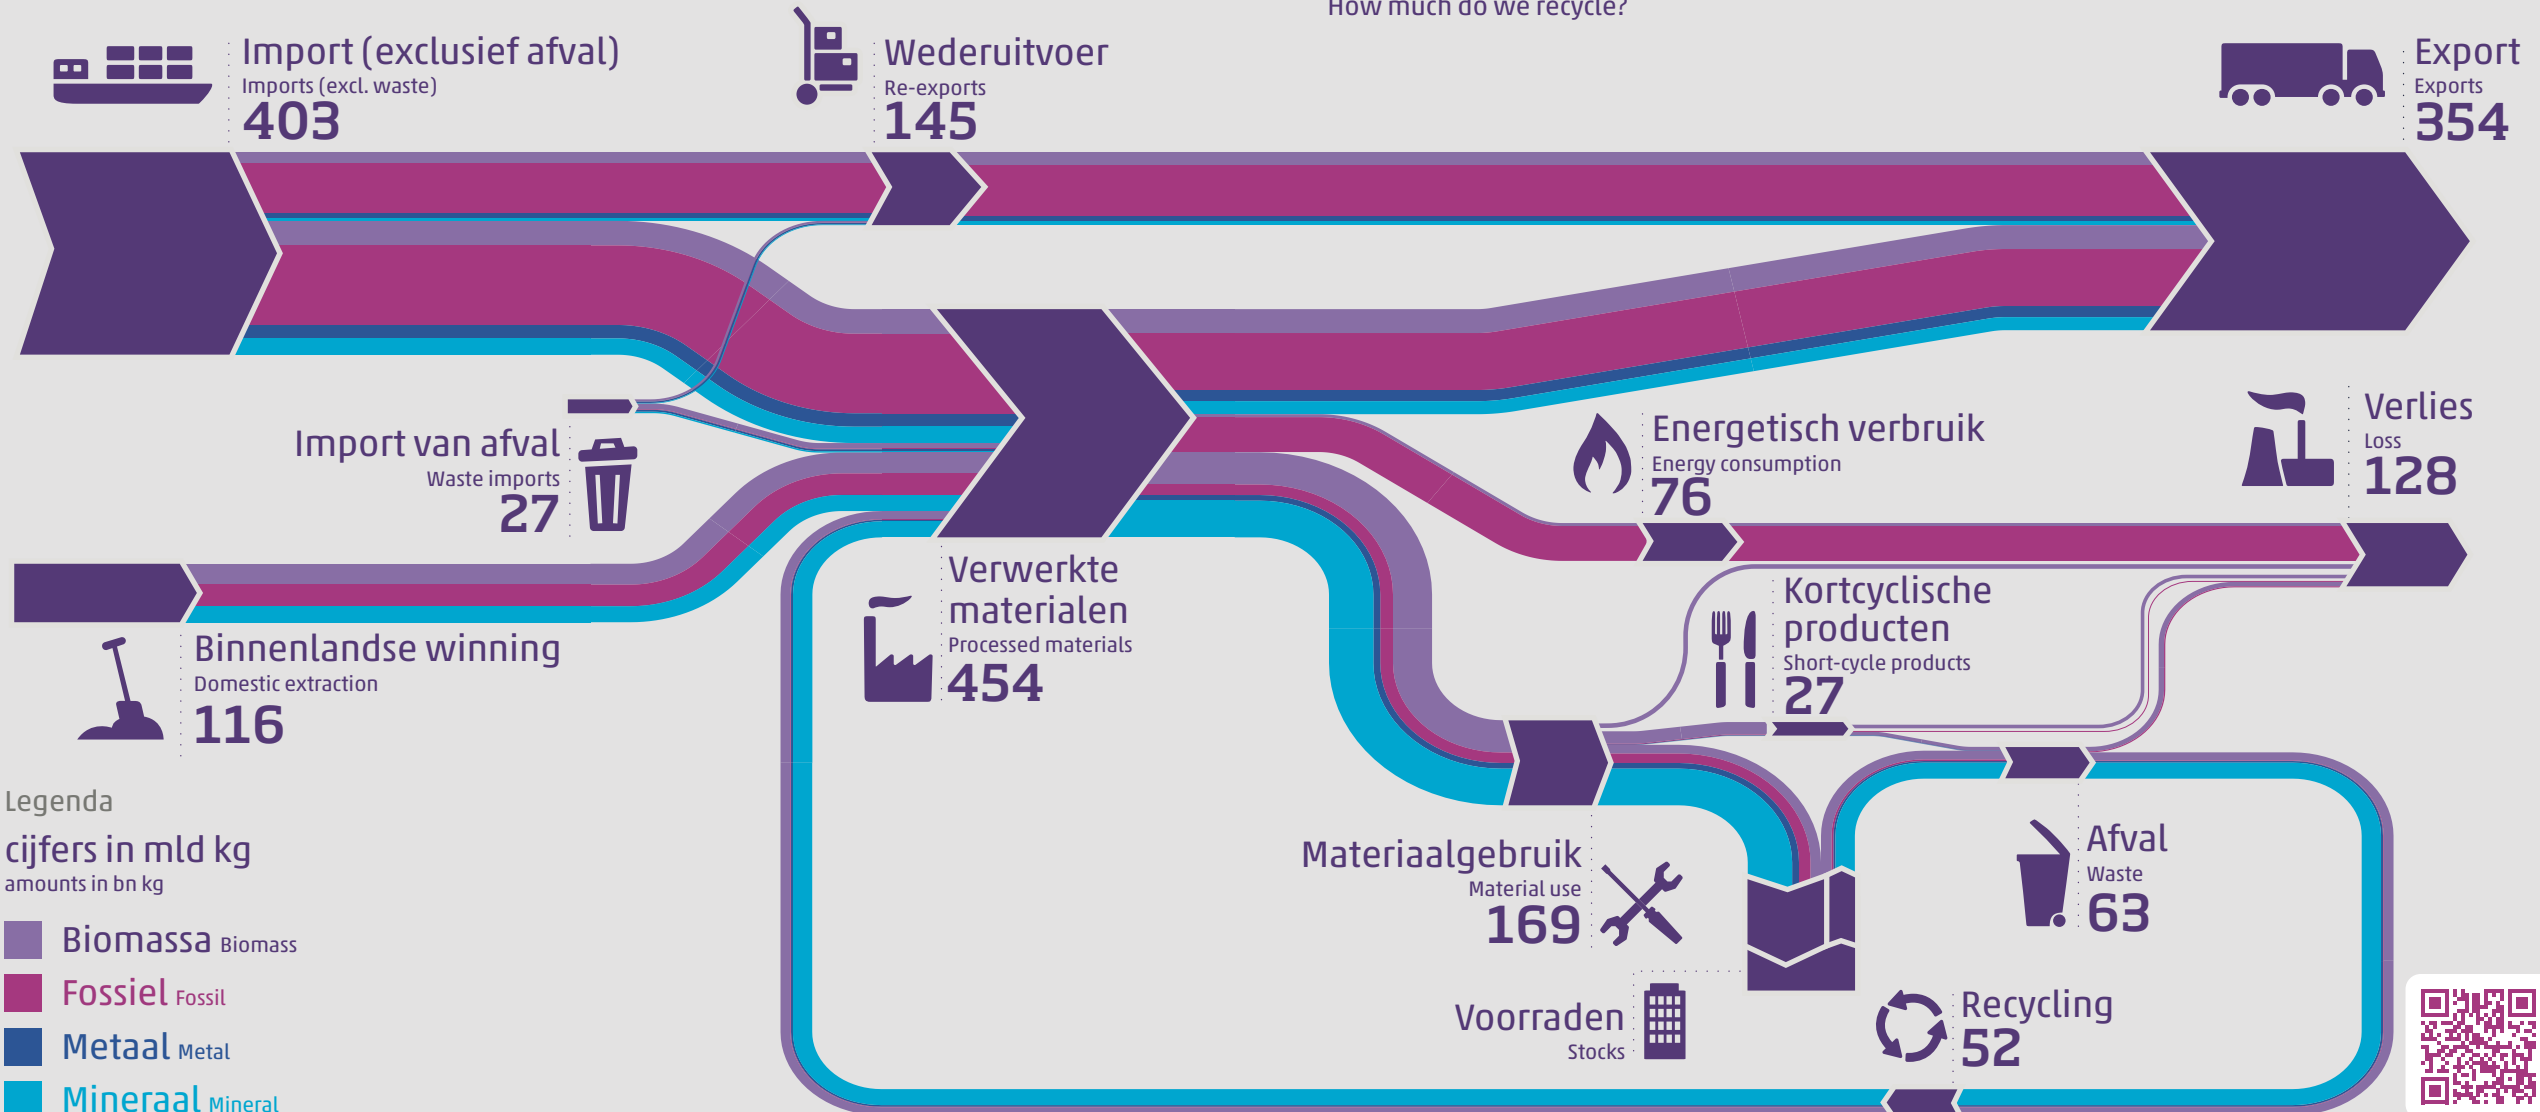 How much do we recycle?
Import (exclusief afval)
Imports (excl. waste)
403
Wederuitvoer
Re-exports
145
Export
Exports
354
Import van afval
Waste imports
27
Energetisch verbruik
Energy consumption
76
Verlies
Loss
128
Binnenlandse winning
Domestic extraction
116
Verwerkte
materialen
Processed materials
454
Kortcyclische
producten
Short-cycle products
27
Materiaalgebruik
Material use
169
Afval
Waste
63
Voorraden
Stocks
Recycling
52
Legenda
cijfers in mld kg
amounts in bn kg
Biomassa Biomass
Fossiel Fossil
Metaal Metal
Mineraal Mineral